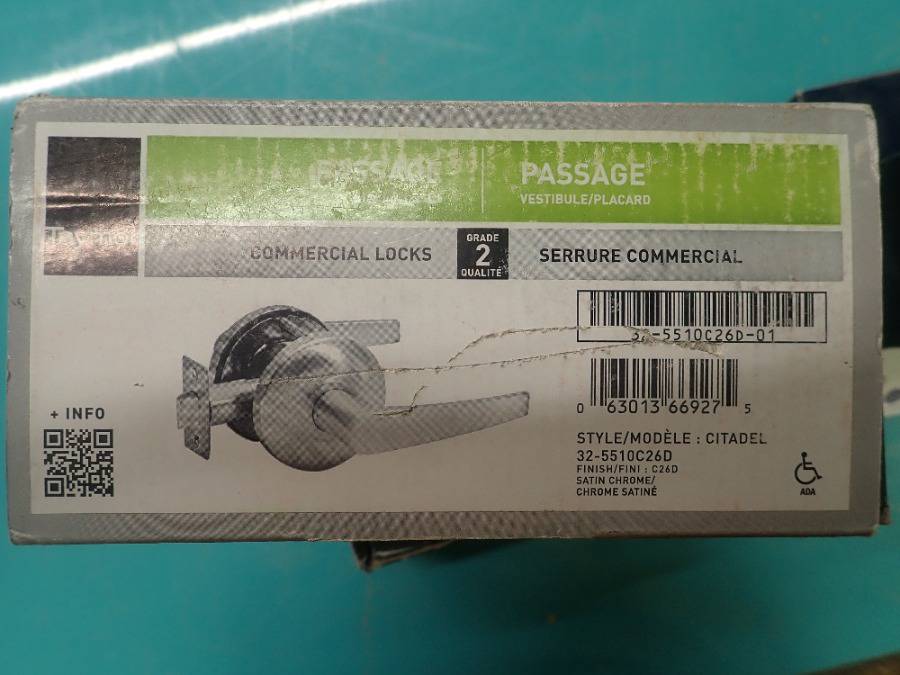 PASSAGE
PASSAGE
VESTIBULE/PLACARD
COMMERCIAL LOCKS
GRADE
2
QUALITÉ
SERRURE COMMERCIAL
32-5510C26D-01
0 63013 66927 5
+ INFO
STYLE/MODÈLE : CITADEL
32-5510C26D
FINISH/FINI : C26D
SATIN CHROME/
CHROME SATINÉ
ADA